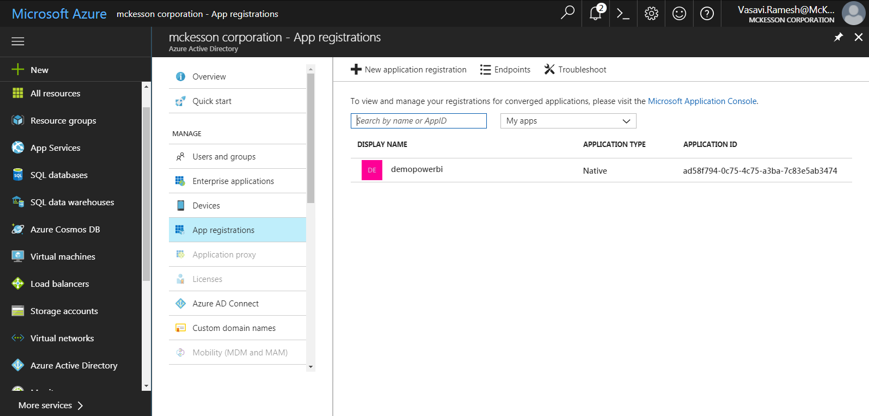 Microsoft Azure mckesson corporation - App registrations
2
Vasavi.Ramesh@McK...
MCKESSON CORPORATION
mckesson corporation - App registrations
Azure Active Directory
New
All resources
Resource groups
App Services
SQL databases
SQL data warehouses
Azure Cosmos DB
Virtual machines
Load balancers
Storage accounts
Virtual networks
Azure Active Directory
More services
Overview
Quick start
MANAGE
Users and groups
Enterprise applications
Devices
App registrations
Application proxy
Licenses
Azure AD Connect
Custom domain names
Mobility (MDM and MAM)
New application registration Endpoints Troubleshoot
To view and manage your registrations for converged applications, please visit the Microsoft Application Console.
Search by name or AppID My apps
DISPLAY NAME APPLICATION TYPE APPLICATION ID
DE demopowerbi Native ad58f794-0c75-4c75-a3ba-7c83e5ab3474